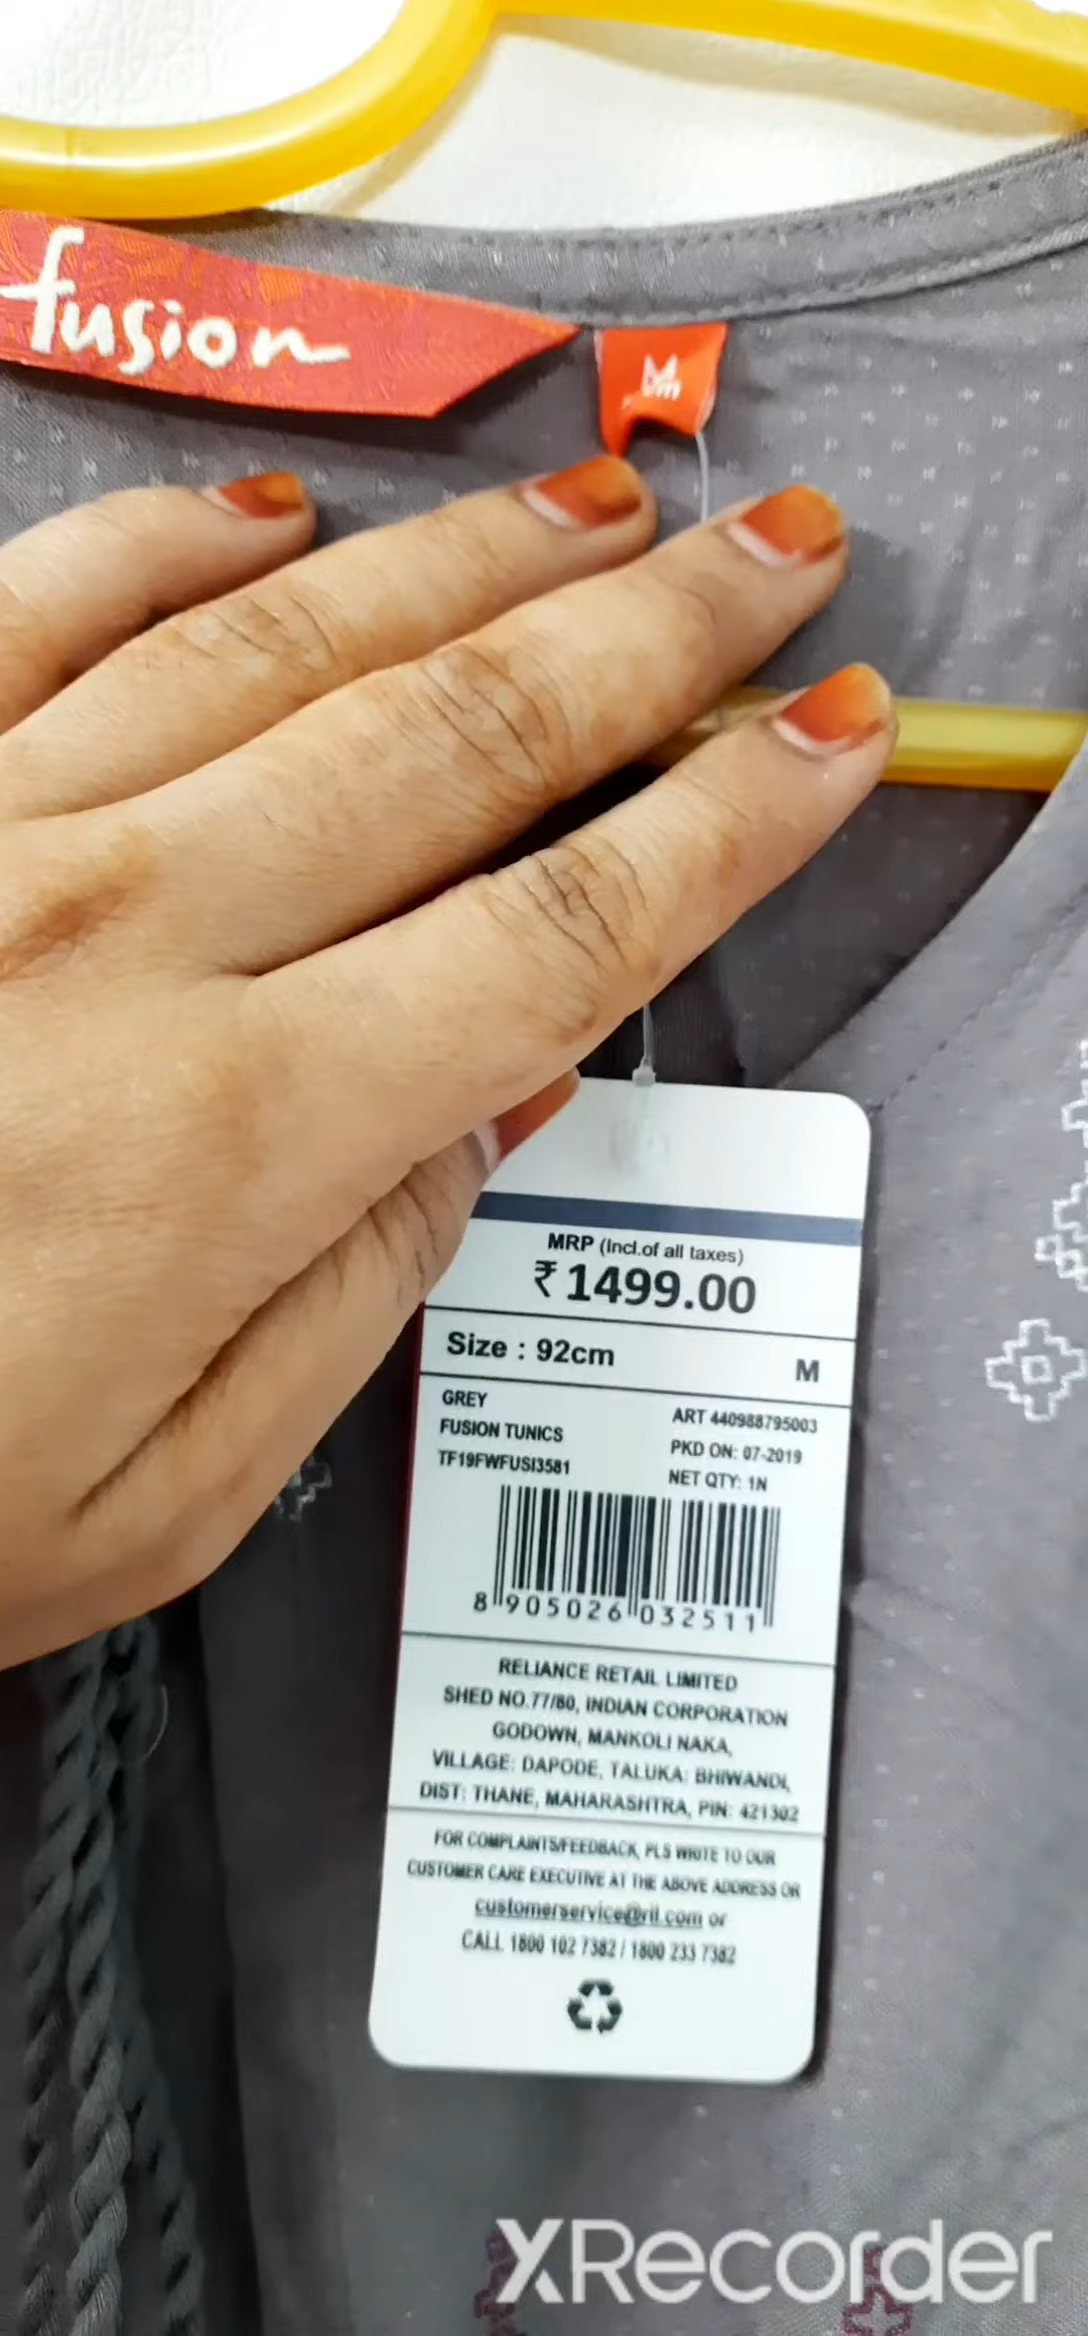 fusion
M
MRP (Incl.of all taxes)
₹1499.00
Size : 92cm M
GREY
FUSION TUNICS
TF19FWFUSI3581
ART 440988795003
PKD ON: 07-2019
NET QTY: 1N
8 905026 032511
RELIANCE RETAIL LIMITED
SHED NO.77/80, INDIAN CORPORATION
GODOWN, MANKOLI NAKA,
VILLAGE: DAPODE, TALUKA: BHIWANDI,
DIST: THANE, MAHARASHTRA, PIN: 421302
FOR COMPLAINTS/FEEDBACK, PLS WRITE TO OUR
CUSTOMER CARE EXECUTIVE AT THE ABOVE ADDRESS OR
customerservice@ril.com or
CALL 1800 102 7382 / 1800 233 7382
XRecorder